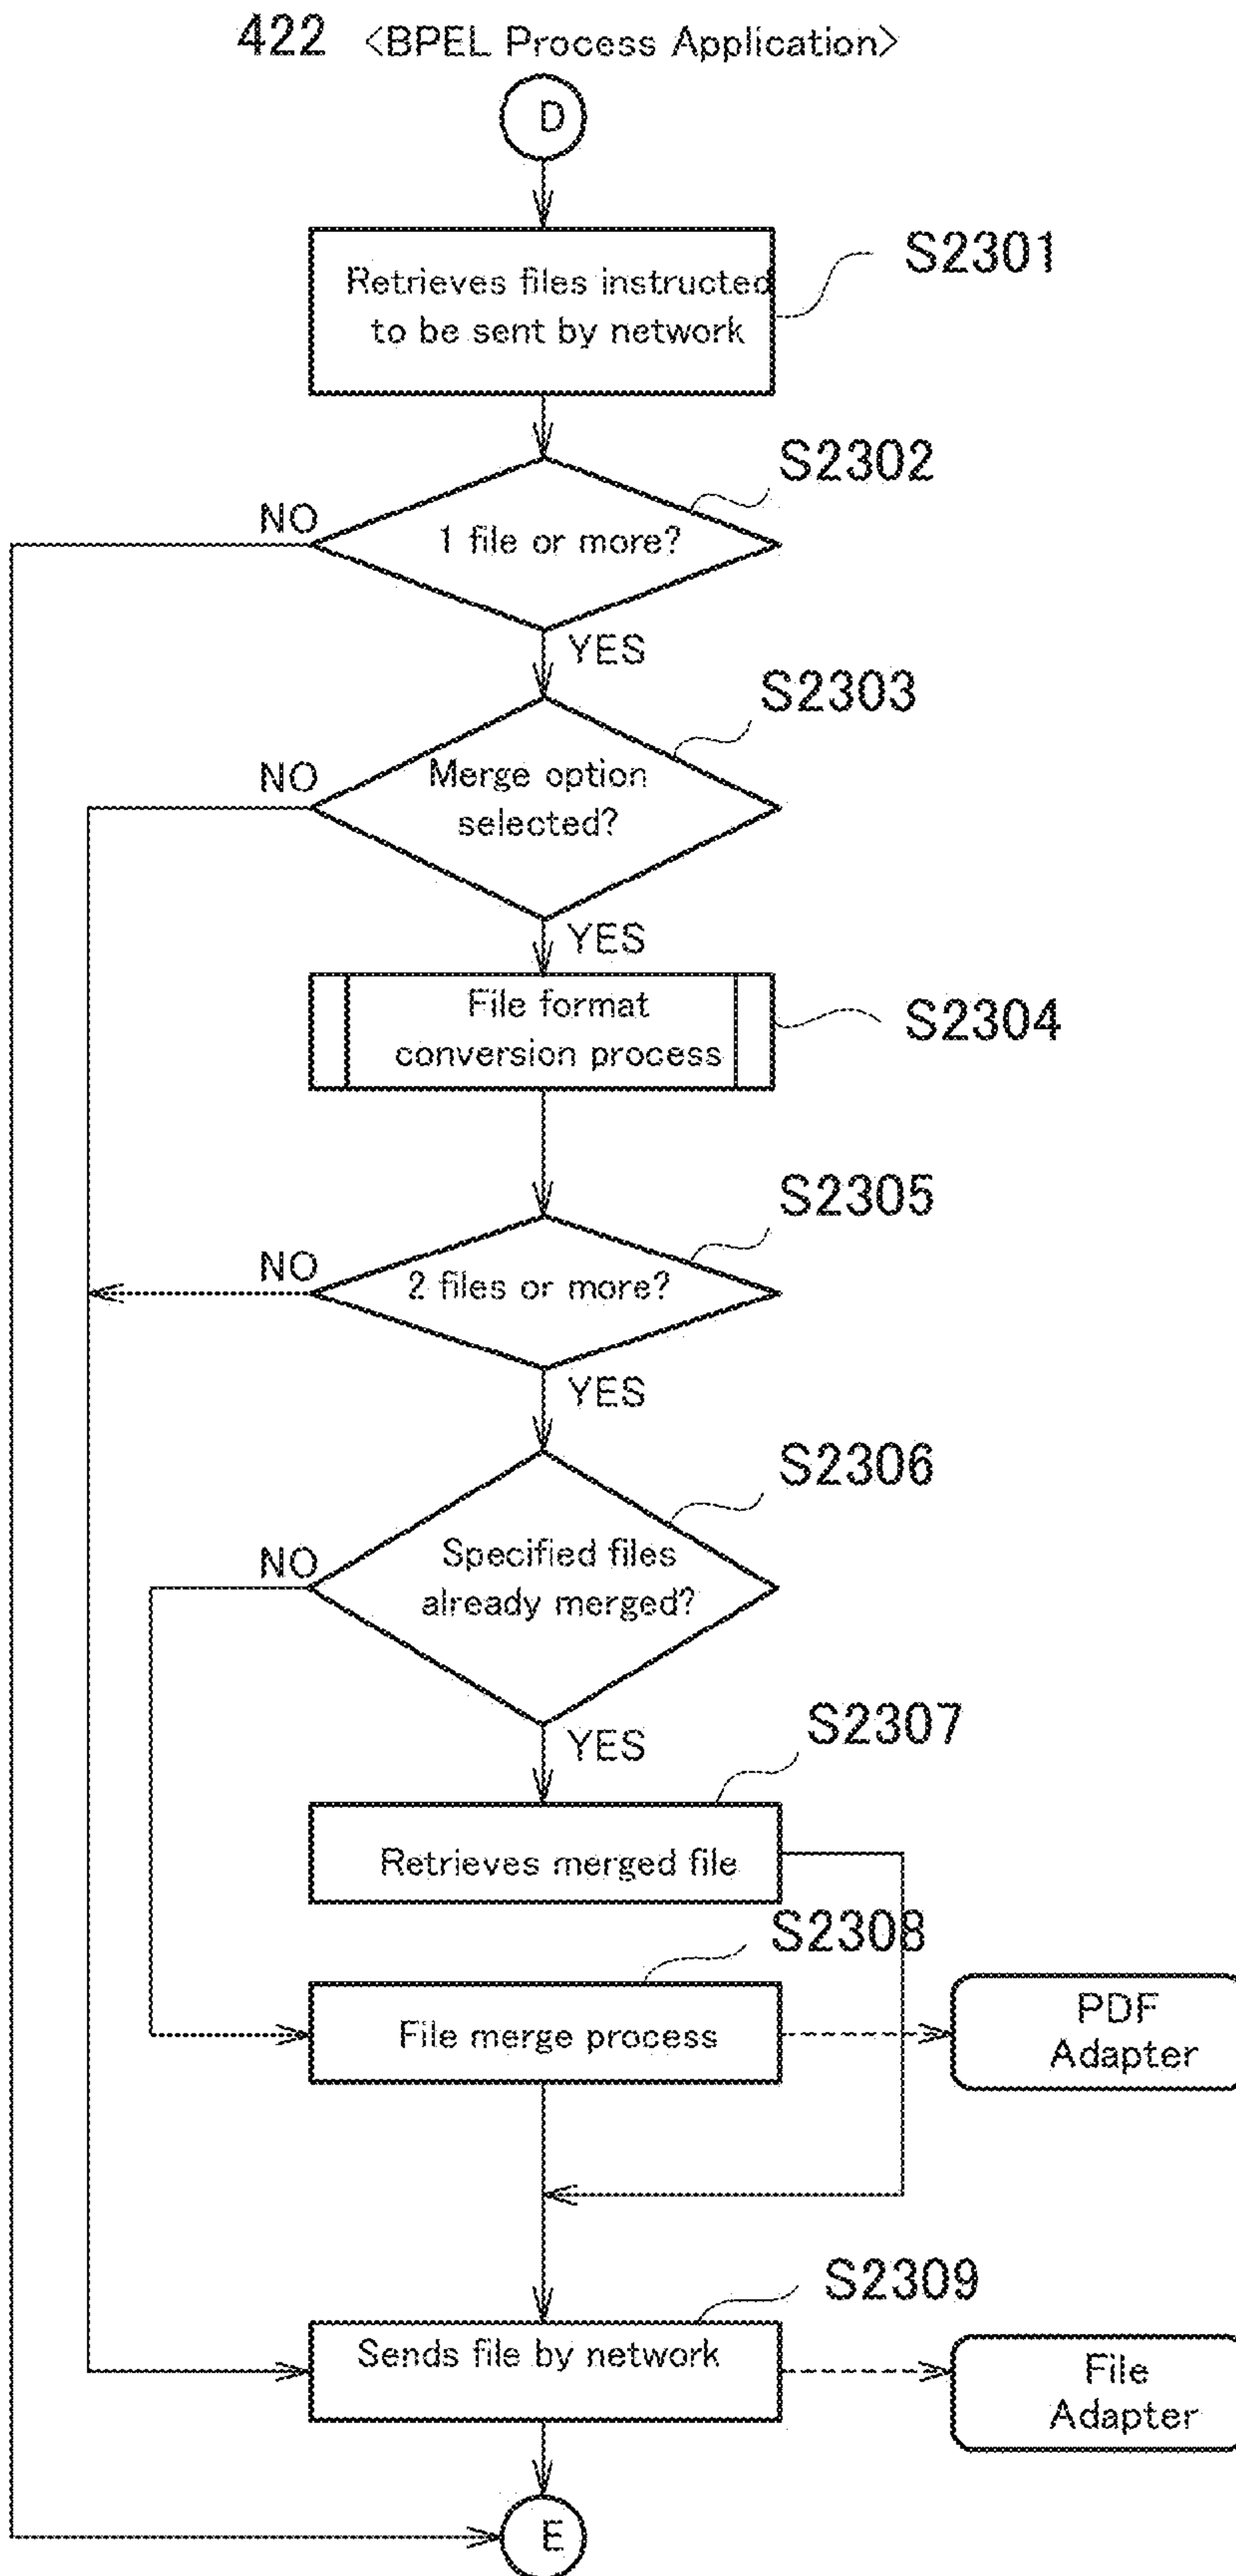 422 <BPEL Process Application>
D
Retrieves files instructed
to be sent by network
S2301
S2302
NO
1 file or more?
YES
S2303
NO
Merge option
selected?
YES
File format
conversion process
S2304
S2305
NO
2 files or more?
YES
S2306
NO
Specified files
already merged?
YES
S2307
Retrieves merged file
S2308
File merge process
PDF
Adapter
S2309
Sends file by network
File
Adapter
E